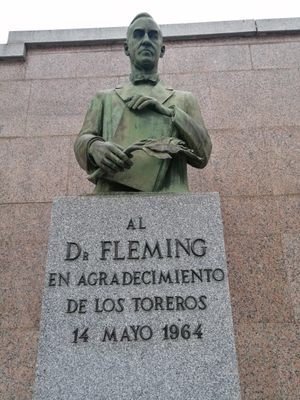 AL
DR FLEMING
EN AGRADECIMIENTO
DE LOS TOREROS
14 MAYO 1964